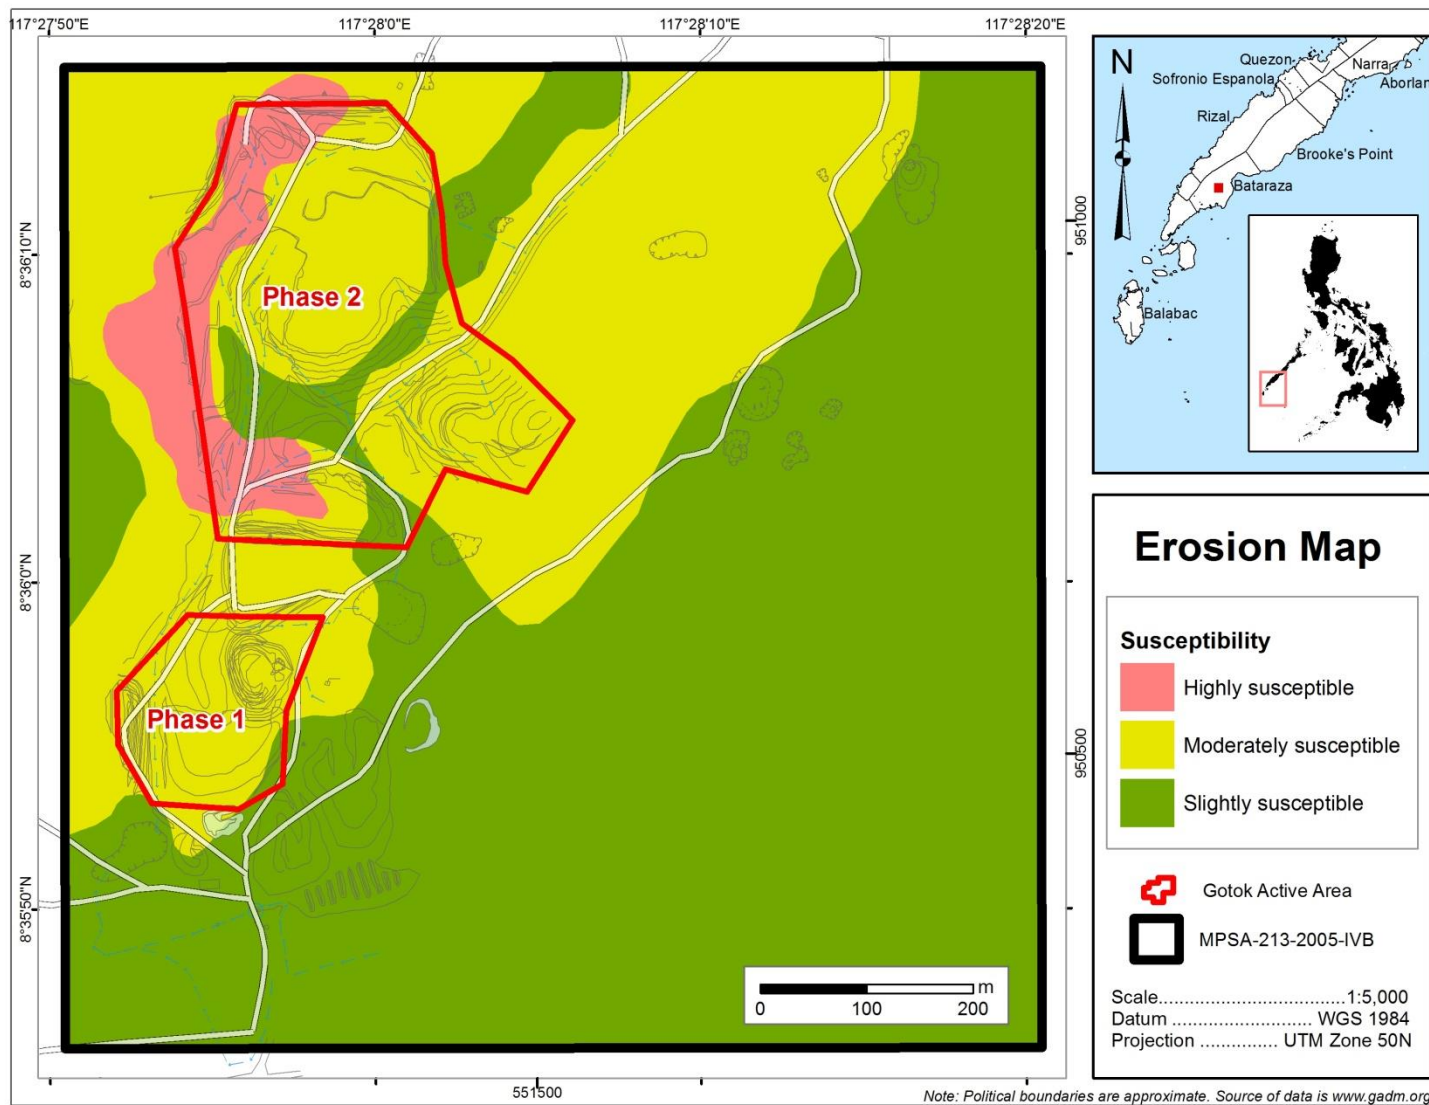 117°27'50"E
117°28'0"E
117°28'10"E
117°28'20"E
8°36'10"N
8°36'0"N
8°35'50"N
951000
950500
551500
Phase 2
Phase 1
m
0 100 200
N
Quezon
Sofronio Espanola
Narra
Aborlan
Rizal
Brooke's Point
Bataraza
Balabac
Erosion Map
Susceptibility
Highly susceptible
Moderately susceptible
Slightly susceptible
Gotok Active Area
MPSA-213-2005-IVB
Scale..................................1:5,000
Datum .......................... WGS 1984
Projection .............. UTM Zone 50N
Note: Political boundaries are approximate. Source of data is www.gadm.org